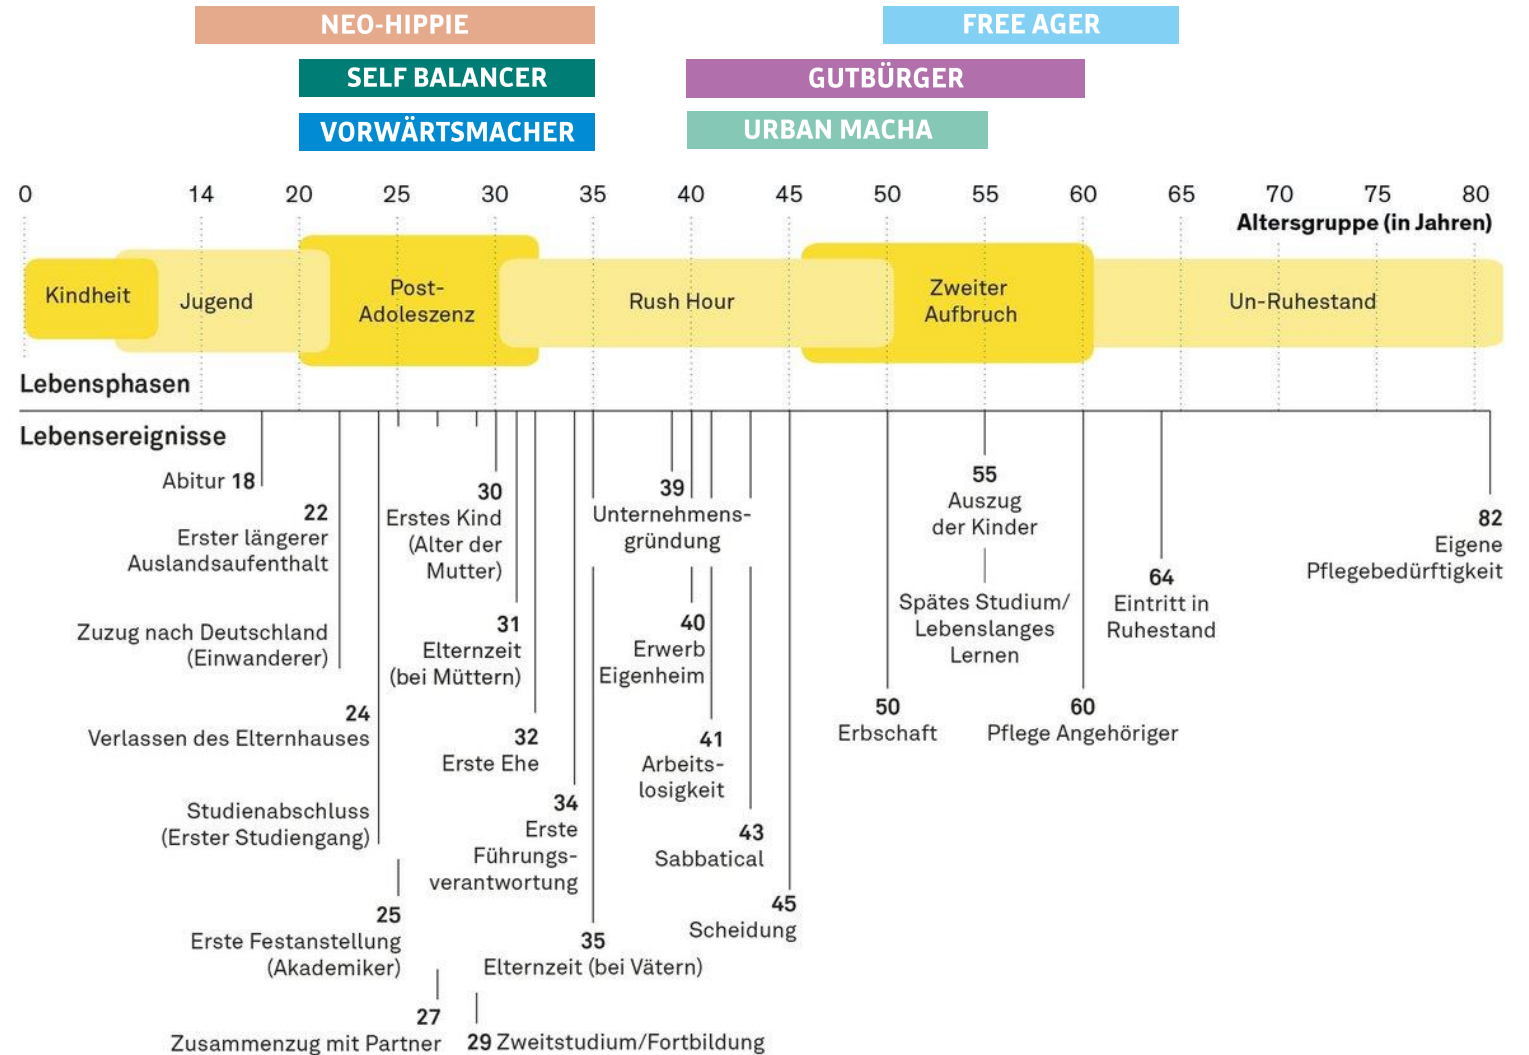 NEO-HIPPIE
FREE AGER
SELF BALANCER
GUTBÜRGER
VORWÄRTSMACHER
URBAN MACHA
0 14 20 25 30 35 40 45 50 55 60 65 70 75 80
Altersgruppe (in Jahren)
Kindheit
Jugend
Post-
Adoleszenz
Rush Hour
Zweiter
Aufbruch
Un-Ruhestand
Lebensphasen
Lebensereignisse
Abitur 18
22
Erster längerer
Auslandsaufenthalt
Zuzug nach Deutschland
(Einwanderer)
24
Verlassen des Elternhauses
Studienabschluss
(Erster Studiengang)
25
Erste Festanstellung
(Akademiker)
27
Zusammenzug mit Partner
29 Zweitstudium/Fortbildung
30
Erstes Kind
(Alter der
Mutter)
31
Elternzeit
(bei Müttern)
32
Erste Ehe
34
Erste
Führungs-
verantwortung
35
Elternzeit (bei Vätern)
39
Unternehmens-
gründung
40
Erwerb
Eigenheim
41
Arbeits-
losigkeit
43
Sabbatical
45
Scheidung
50
Erbschaft
55
Auszug
der Kinder
Spätes Studium/
Lebenslanges
Lernen
60
Pflege Angehöriger
64
Eintritt in
Ruhestand
82
Eigene
Pflegebedürftigkeit